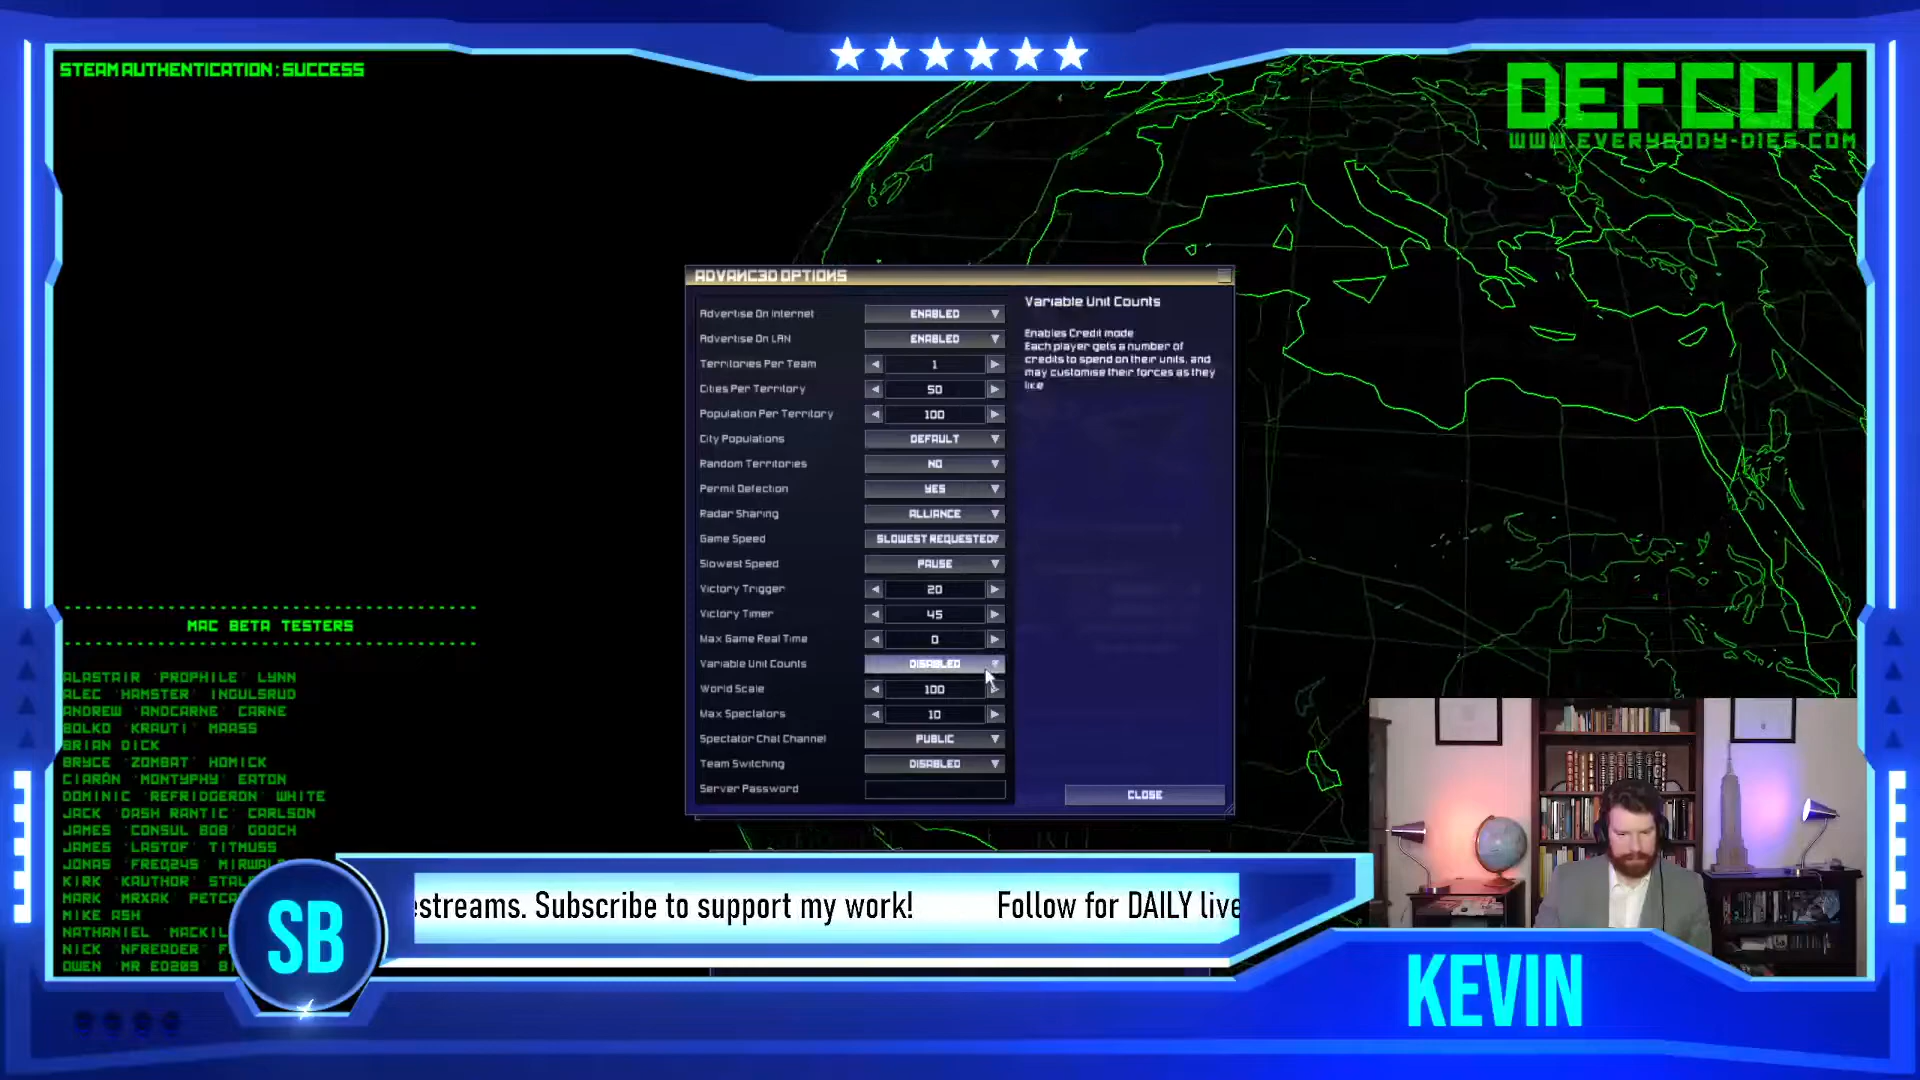 STEAM AUTHENTICATION : SUCCESS
DEFCON
WWW.EVERYBODY-DIES.COM
ADVANC3D OPTIONS
Advertise On Internet ENABLED
Advertise On LAN ENABLED
Territories Per Team 1
Cities Per Territory 50
Population Per Territory 100
City Populations DEFAULT
Random Territories NO
Permit Defection YES
Radar Sharing ALLIANCE
Game Speed SLOWEST REQUESTED
Slowest Speed PAUSE
Victory Trigger 20
Victory Timer 45
Max Game Real Time 0
Variable Unit Counts DISABLED
World Scale 100
Max Spectators 10
Spectator Chat Channel PUBLIC
Team Switching DISABLED
Server Password
Variable Unit Counts
Enables Credit mode
Each player gets a number of
credits to spend on their units, and
may customise their forces as they
like
CLOSE
MAC BETA TESTERS
ALASTAIR 'PROPHILE' LYNN
ALEC 'HAMSTER' INGULSRUD
ANDREW 'ANDCARNE' CARNE
BOLKO 'KRAUTI' MAASS
BRIAN DICK
BRYCE 'ZOMBAT' HOMICK
CIARÁN 'MONTYPHY' EATON
DOMINIC 'REFRIDGERON' WHITE
JACK 'DASH RANTIC' CARLSON
JAMES 'CONSUL BOB' GOOCH
JAMES 'LASTOF' TITMUSS
JONAS 'FREQ245' MIRWAL
KIRK 'KAUTHOR' STAL
MARK 'MRXAK' PETC
MIKE ASH
NATHANIEL 'MACKIL
NICK 'NFREADER' F
OWEN 'MR ED209' B
SB
streams. Subscribe to support my work! Follow for DAILY live
KEVIN